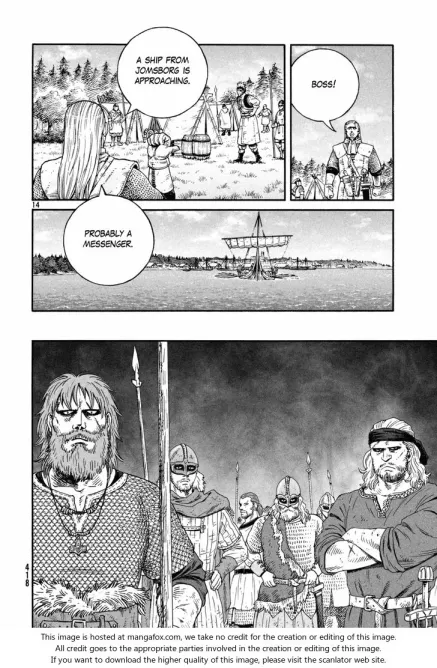 BOSS!
A SHIP FROM
JOMSBORG IS
APPROACHING.
14
PROBABLY A
MESSENGER.
418
This image is hosted at mangafox.com, we take no credit for the creation or editing of this image.
All credit goes to the appropriate parties involved in the creation or editing of this image.
If you want to download the higher quality of this image, please visit the scanlator web site.